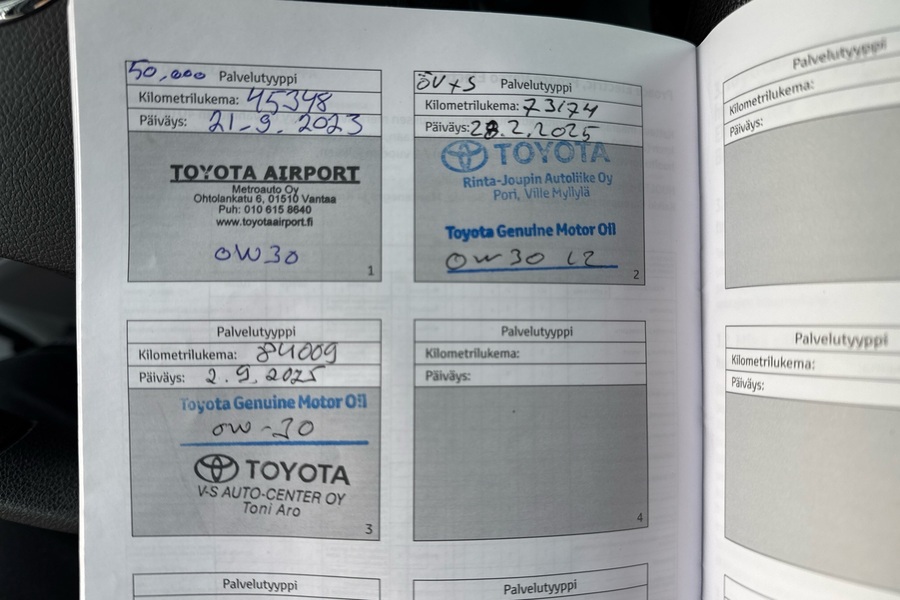 50,000 Palvelutyyppi
Kilometrilukema: 45348
Päiväys: 21.9.2023
TOYOTA AIRPORT
Metroauto Oy
Ohtolankatu 6, 01510 Vantaa
Puh: 010 615 8640
www.toyotaairport.fi
0W30
1
ÖV+S Palvelutyyppi
Kilometrilukema: 73174
Päiväys: 28.2.2025
TOYOTA
Rinta-Joupin Autoliike Oy
Pori, Ville Myllylä
Toyota Genuine Motor Oil
0W30
2
Palvelutyyppi
Kilometrilukema: 84009
Päiväys: 2.9.2025
Toyota Genuine Motor Oil
0W-30
TOYOTA
V-S AUTO-CENTER OY
Toni Aro
3
Palvelutyyppi
Kilometrilukema:
Päiväys:
4
Palvelutyyppi
Palvelutyyppi
Palvelutyyppi
Kilometrilukema:
Päiväys:
Palvelutyyppi
Kilometrilukema:
Päiväys: